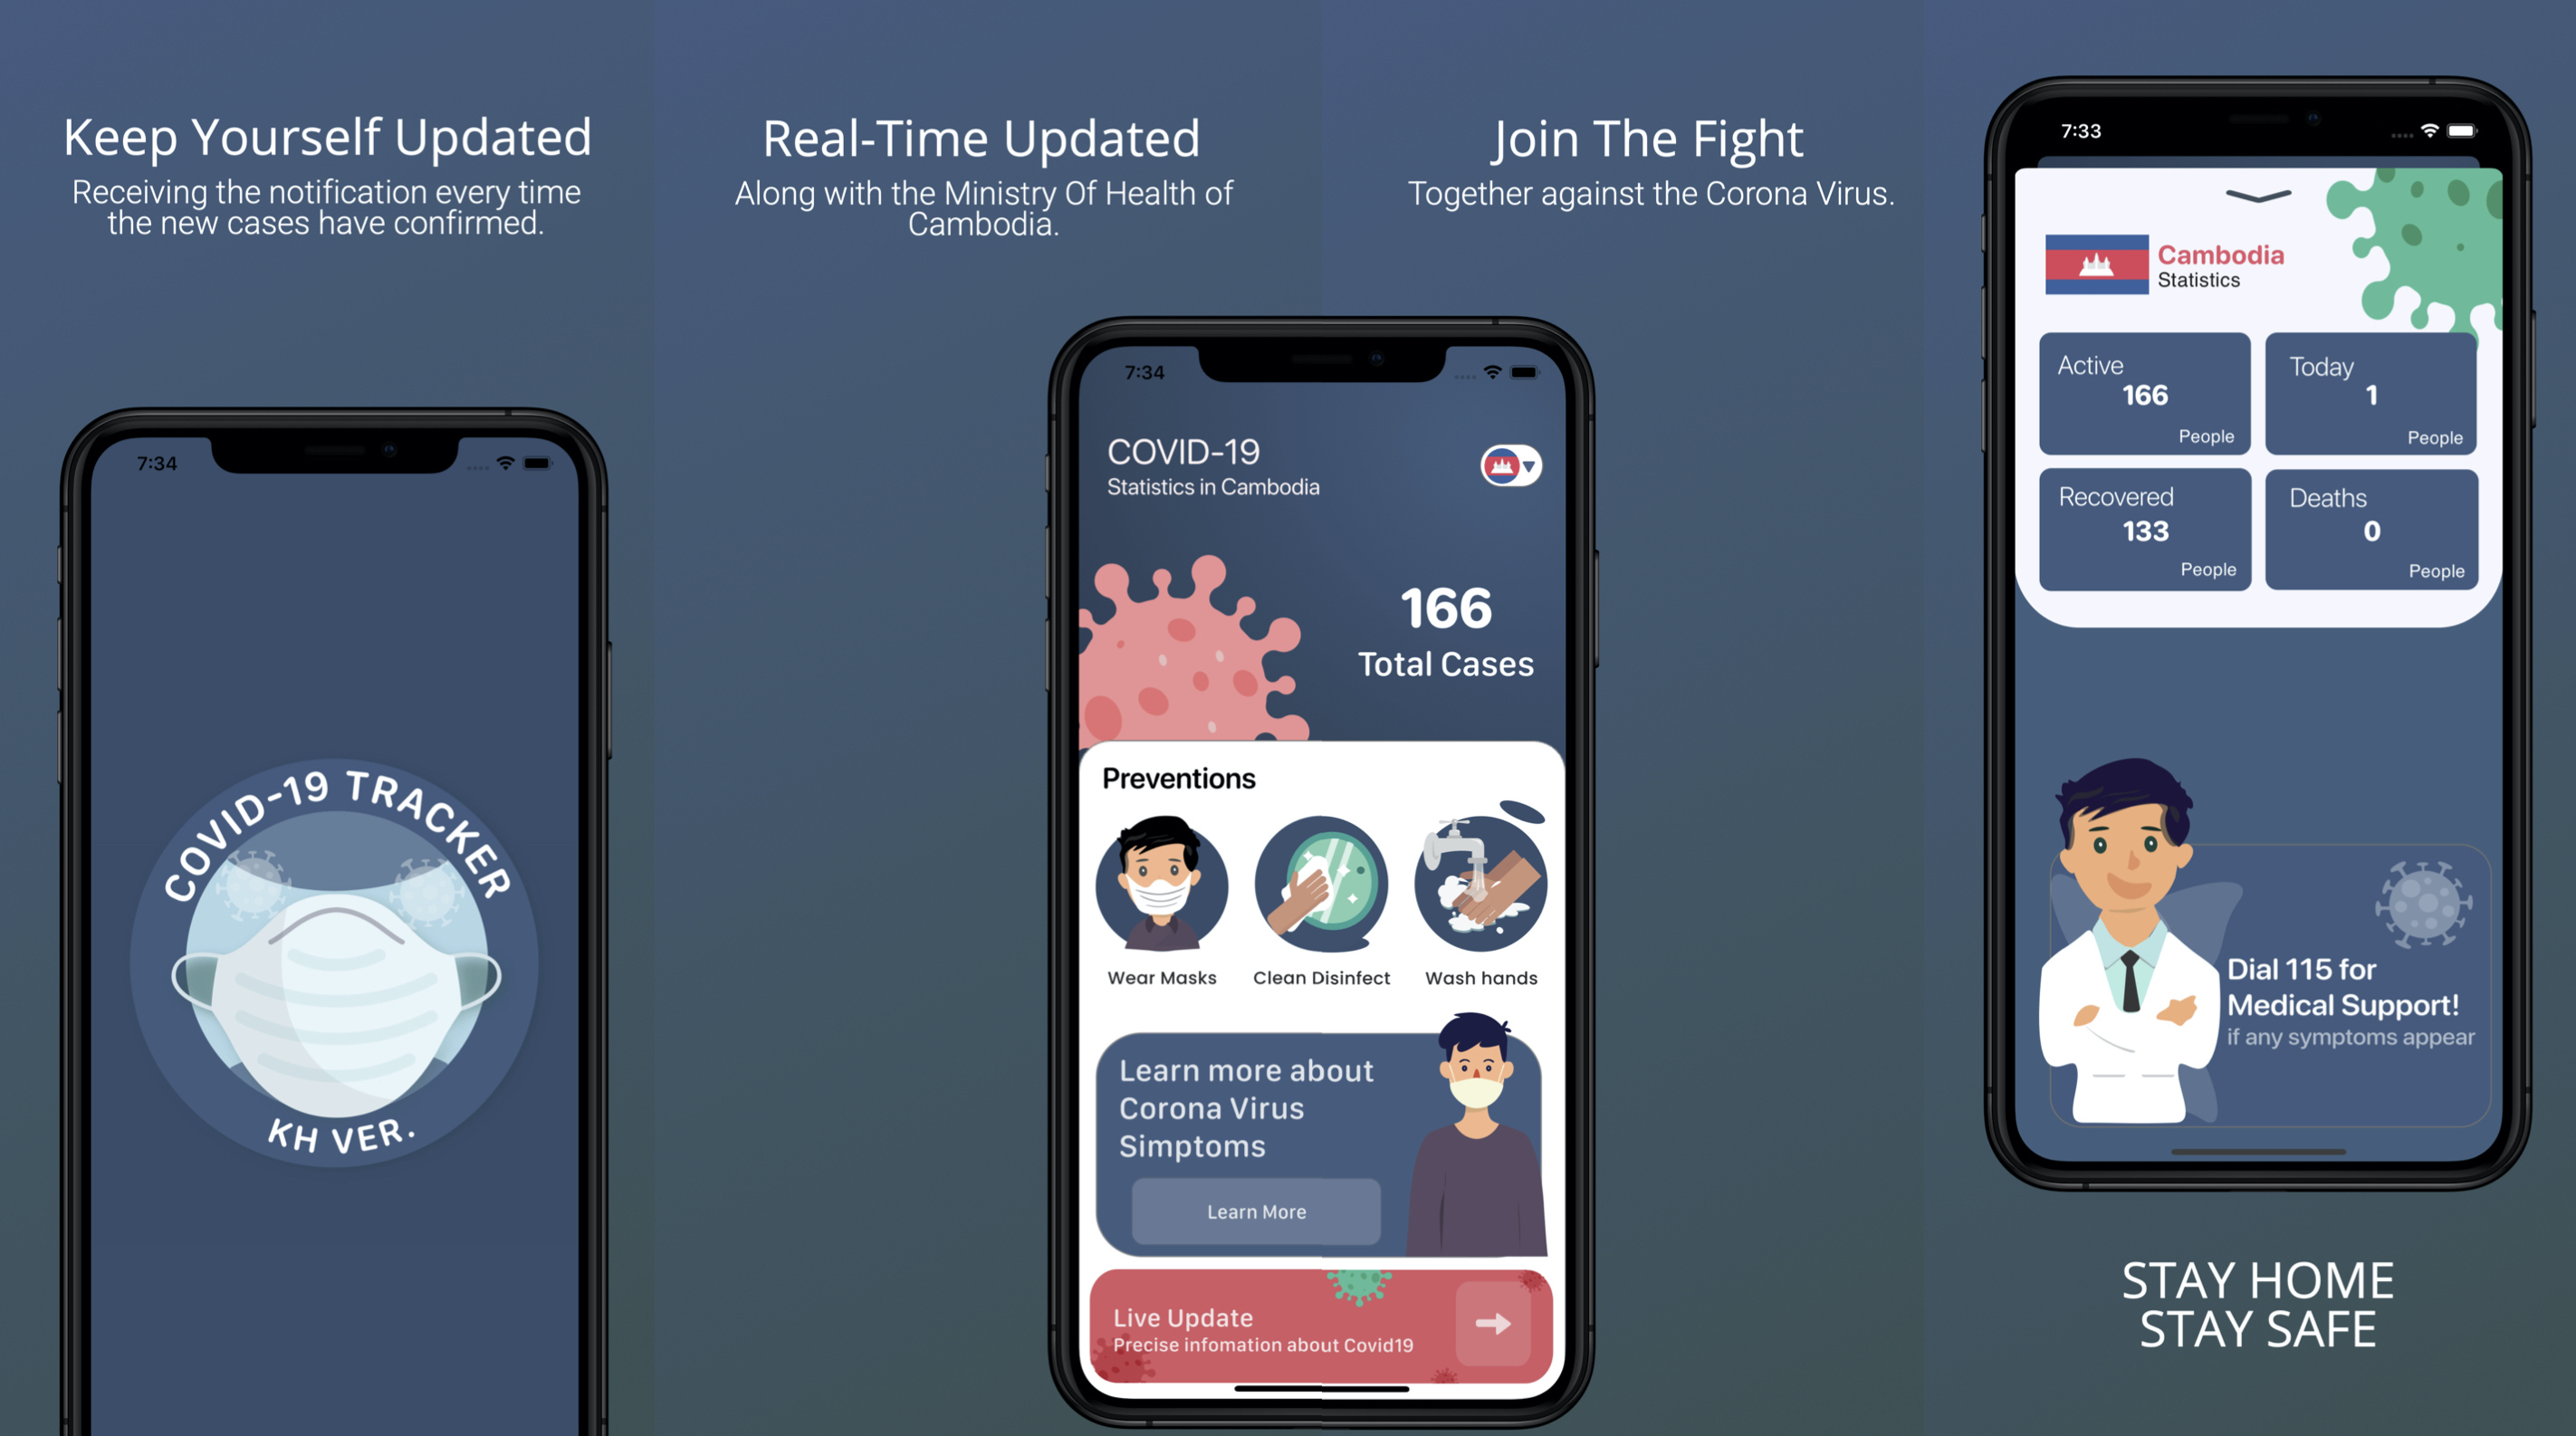 Keep Yourself Updated
Receiving the notification every time
the new cases have confirmed.
7:34
COVID-19 TRACKER
KH VER.
Real-Time Updated
Along with the Ministry Of Health of
Cambodia.
Join The Fight
Together against the Corona Virus.
7:34
COVID-19
Statistics in Cambodia
166
Total Cases
Preventions
Wear Masks
Clean Disinfect
Wash hands
Learn more about
Corona Virus
Simptoms
Learn More
Live Update
Precise infomation about Covid19
7:33
Cambodia
Statistics
Active
166
People
Today
1
People
Recovered
133
People
Deaths
0
People
Dial 115 for
Medical Support!
if any symptoms appear
STAY HOME
STAY SAFE